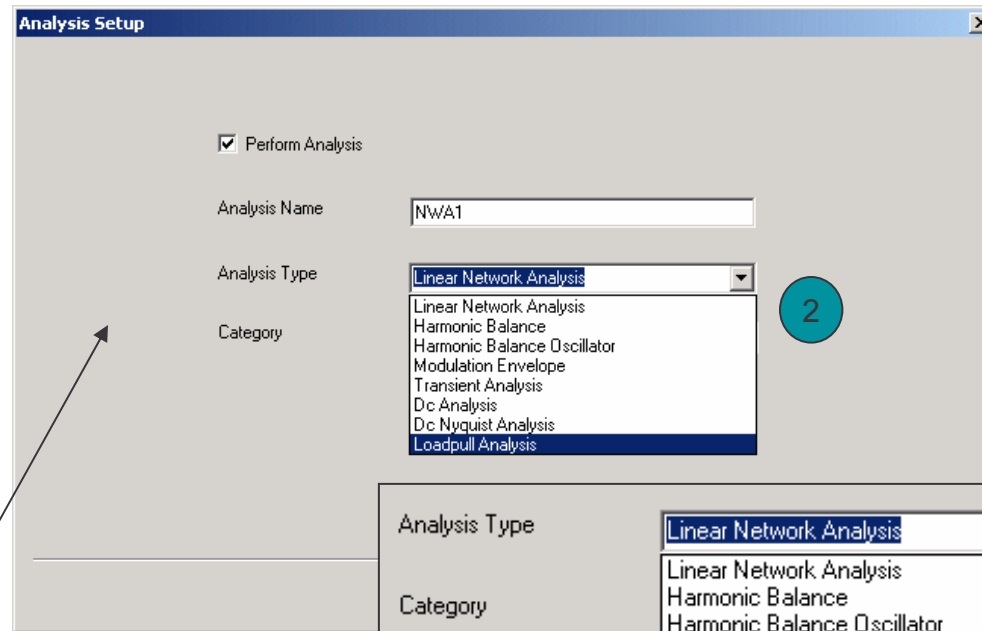 Analysis Setup
Perform Analysis
Analysis Name
NWA1
Analysis Type
Linear Network Analysis
Linear Network Analysis
Harmonic Balance
Harmonic Balance Oscillator
Modulation Envelope
Transient Analysis
Dc Analysis
Dc Nyquist Analysis
Loadpull Analysis
Category
2
Analysis Type
Linear Network Analysis
Linear Network Analysis
Harmonic Balance
Harmonic Balance Oscillator
Category